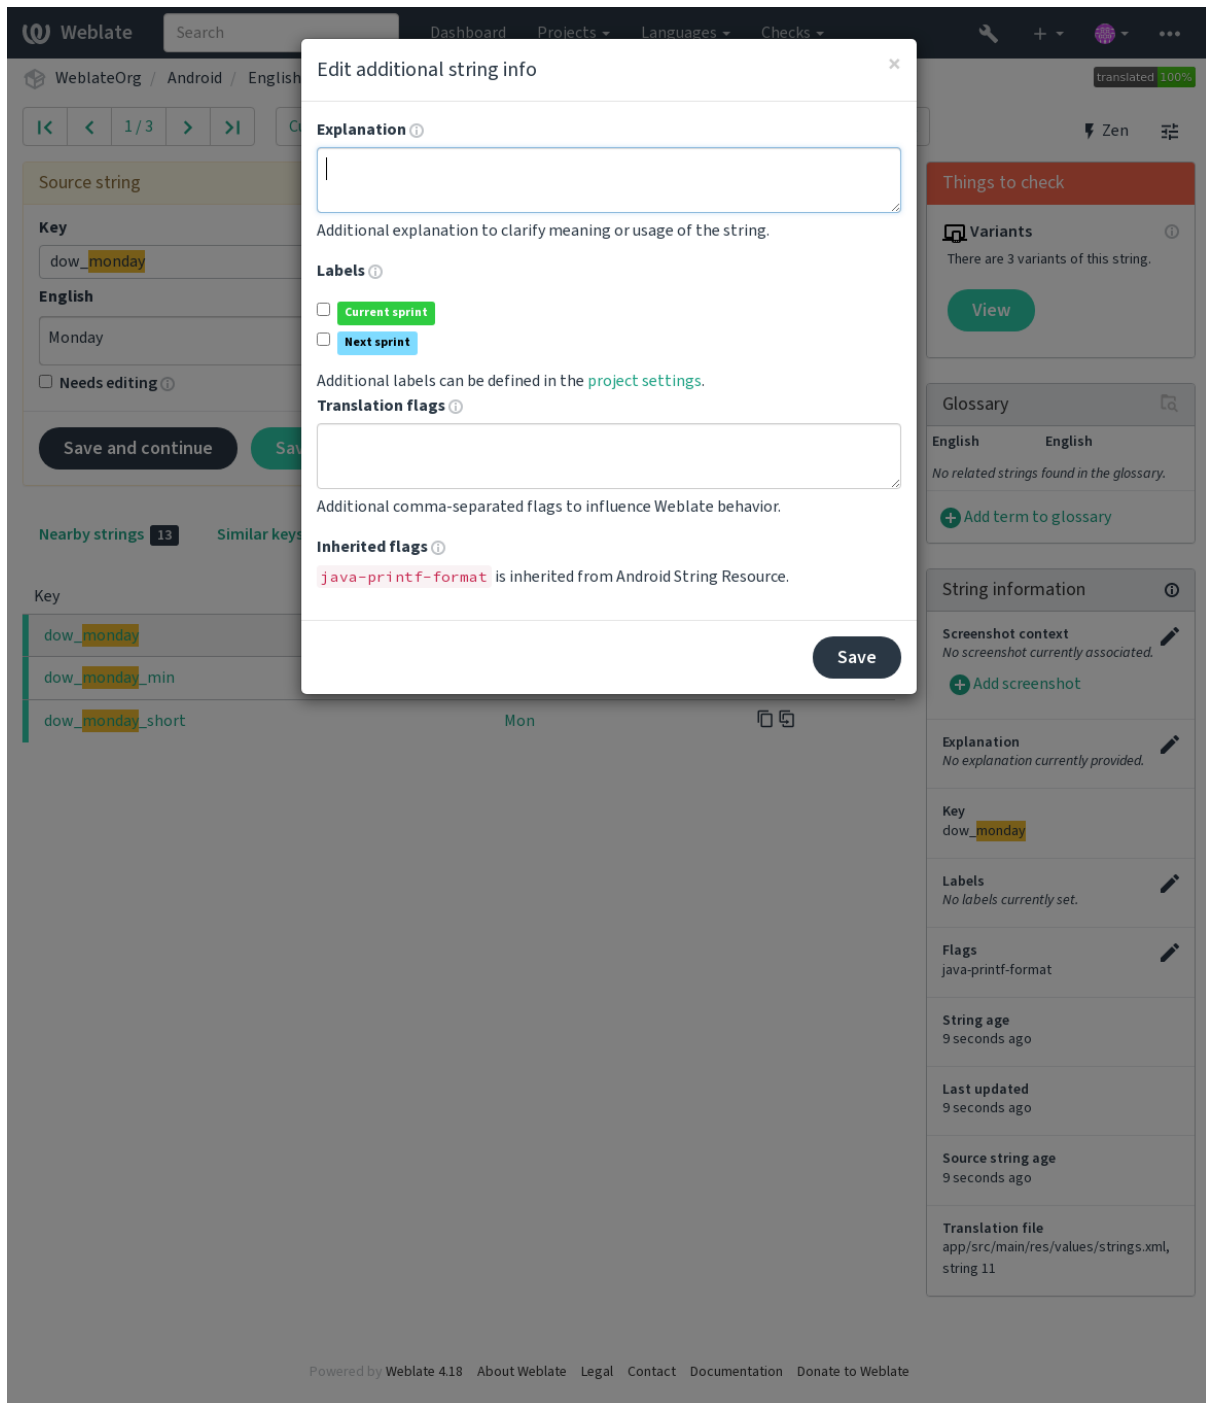 Weblate
Search
Dashboard
Projects
Languages
Checks
WeblateOrg / Android / English
translated 100%
1 / 3
Zen
Edit additional string info
×
Explanation
Additional explanation to clarify meaning or usage of the string.
Labels
Current sprint
Next sprint
Additional labels can be defined in the project settings.
Translation flags
Additional comma-separated flags to influence Weblate behavior.
Inherited flags
java-printf-format is inherited from Android String Resource.
Save
Source string
Key
dow_monday
English
Monday
Needs editing
Save and continue
Nearby strings 13
Similar keys
Key
dow_monday
dow_monday_min
dow_monday_short
Mon
Things to check
Variants
There are 3 variants of this string.
View
Glossary
English English
No related strings found in the glossary.
Add term to glossary
String information
Screenshot context
No screenshot currently associated.
Add screenshot
Explanation
No explanation currently provided.
Key
dow_monday
Labels
No labels currently set.
Flags
java-printf-format
String age
9 seconds ago
Last updated
9 seconds ago
Source string age
9 seconds ago
Translation file
app/src/main/res/values/strings.xml,
string 11
Powered by Weblate 4.18 About Weblate Legal Contact Documentation Donate to Weblate